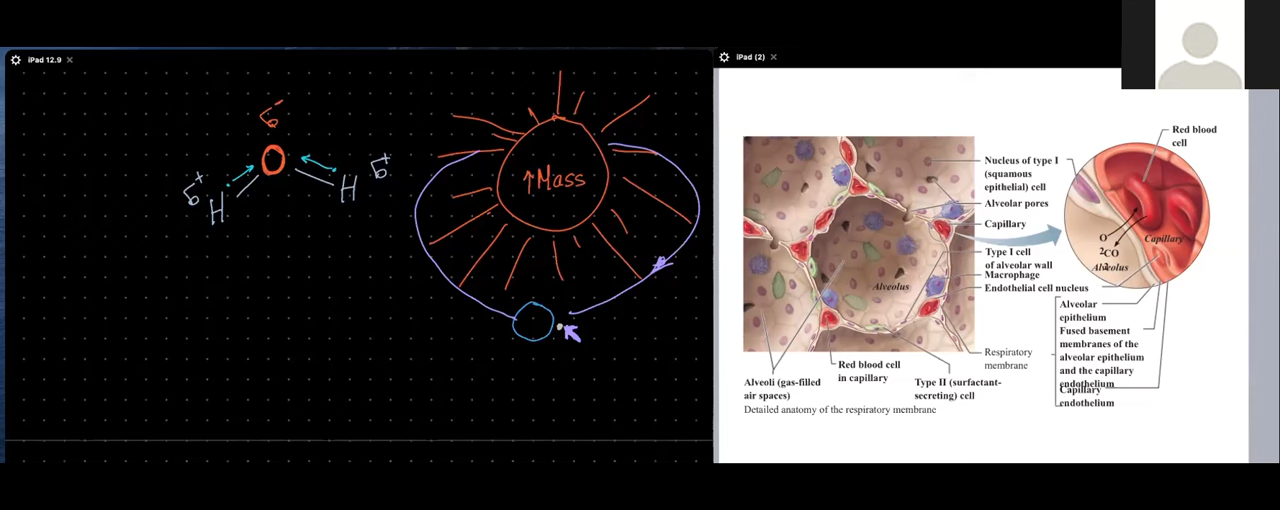 iPad 12.9
δ-
O
δ+
H
H
δ+
↑Mass
iPad (2)
Red blood
cell
Nucleus of type I
(squamous
epithelial) cell
Alveolar pores
Capillary
Type I cell
of alveolar wall
Macrophage
Endothelial cell nucleus
Alveolus
O
2CO
2
Capillary
Alveolus
Alveolar
epithelium
Fused basement
membranes of the
alveolar epithelium
and the capillary
endothelium
Capillary
endothelium
Respiratory
membrane
Red blood cell
in capillary
Alveoli (gas-filled
air spaces)
Type II (surfactant-
secreting) cell
Detailed anatomy of the respiratory membrane